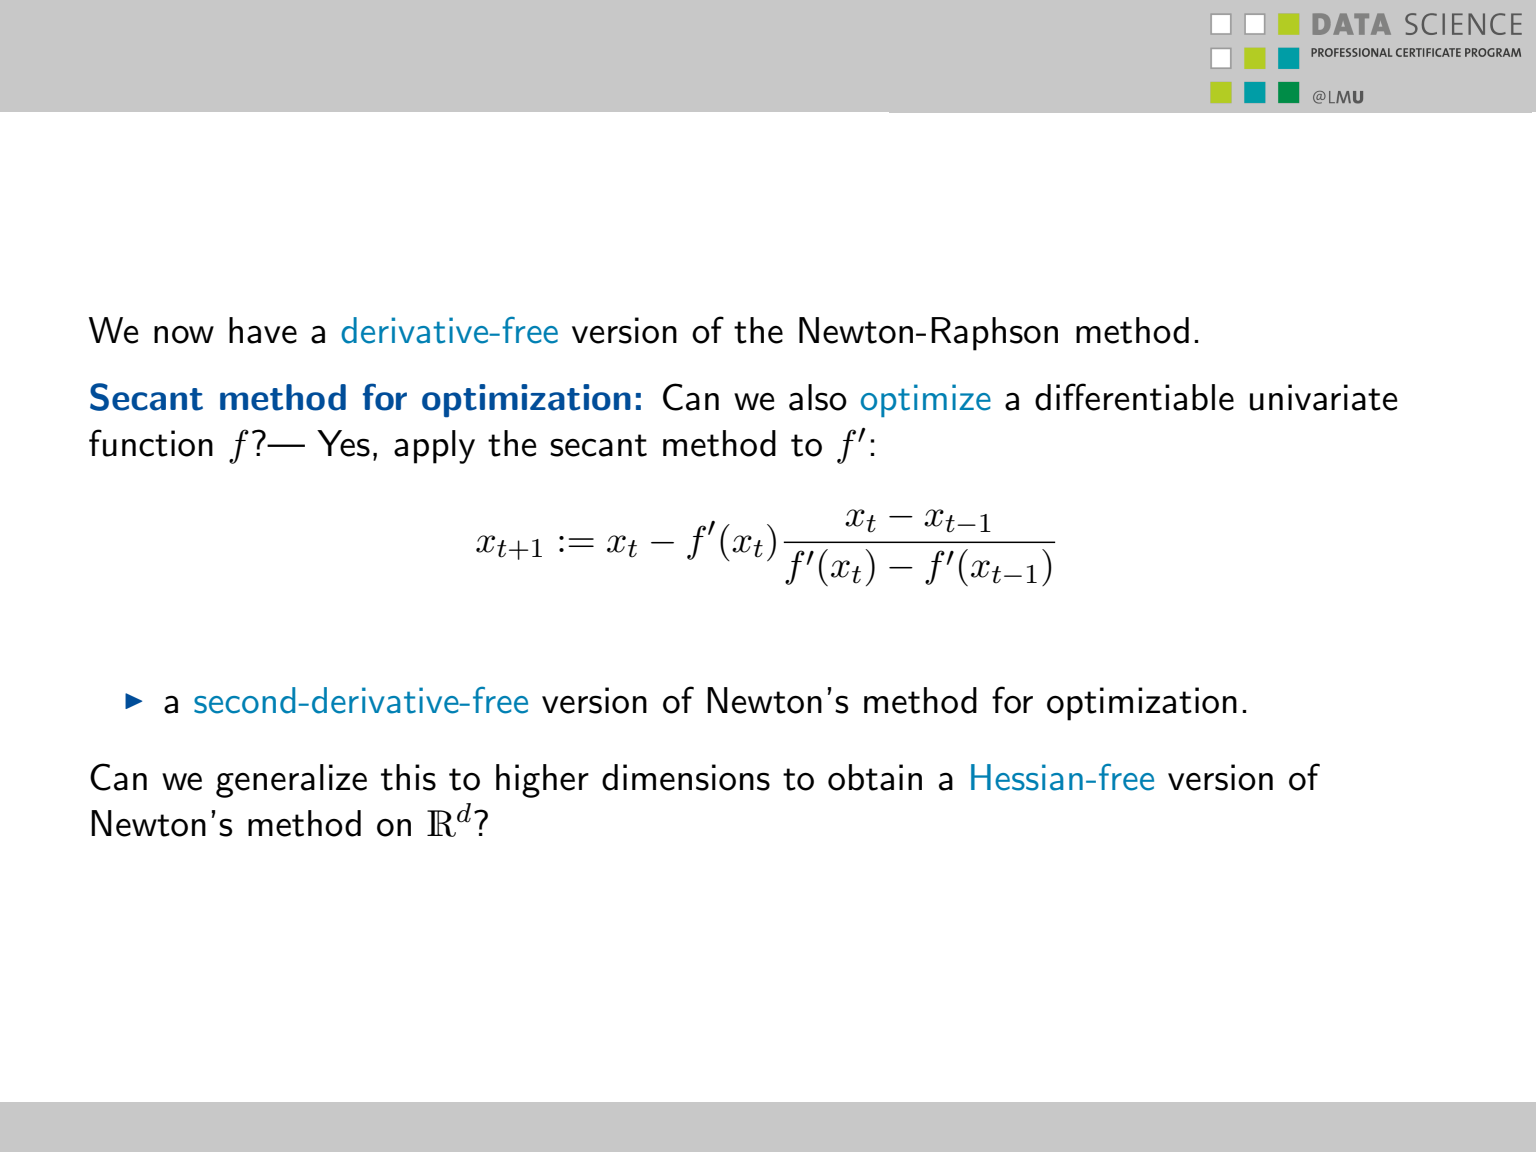 DATA SCIENCE
PROFESSIONAL CERTIFICATE PROGRAM
@LMU
We now have a derivative-free version of the Newton-Raphson method.
Secant method for optimization: Can we also optimize a differentiable univariate
function f?— Yes, apply the secant method to f′:
x_{t+1} := x_t − f′(x_t) \frac{x_t − x_{t−1}}{f′(x_t) − f′(x_{t−1})}
▶ a second-derivative-free version of Newton's method for optimization.
Can we generalize this to higher dimensions to obtain a Hessian-free version of
Newton's method on ℝ^d?